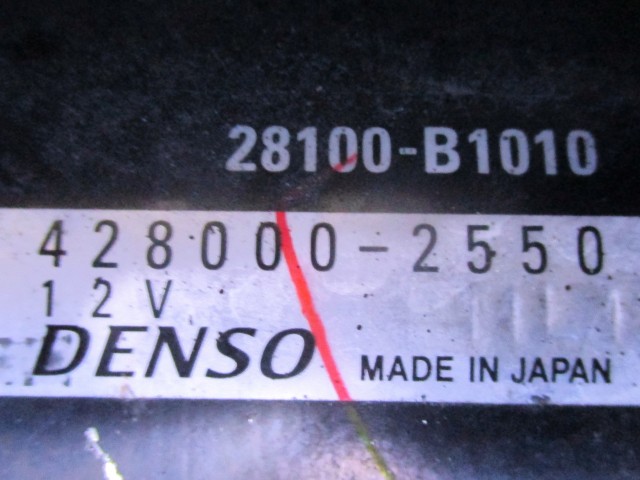 28100-B1010
428000-2550
12V
DENSO MADE IN JAPAN